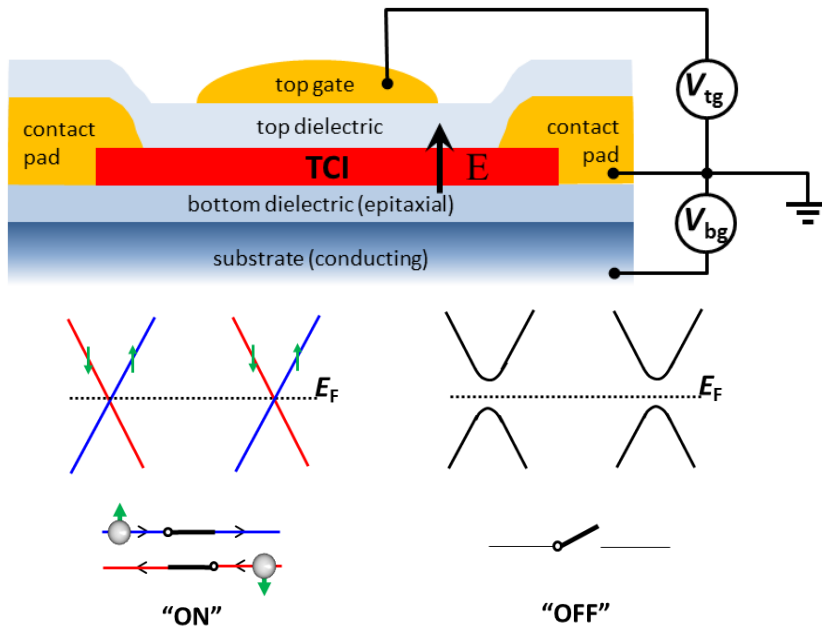 top gate
V_tg
contact pad
top dielectric
contact pad
TCI
E
bottom dielectric (epitaxial)
V_bg
substrate (conducting)
E_F
E_F
“ON”
“OFF”